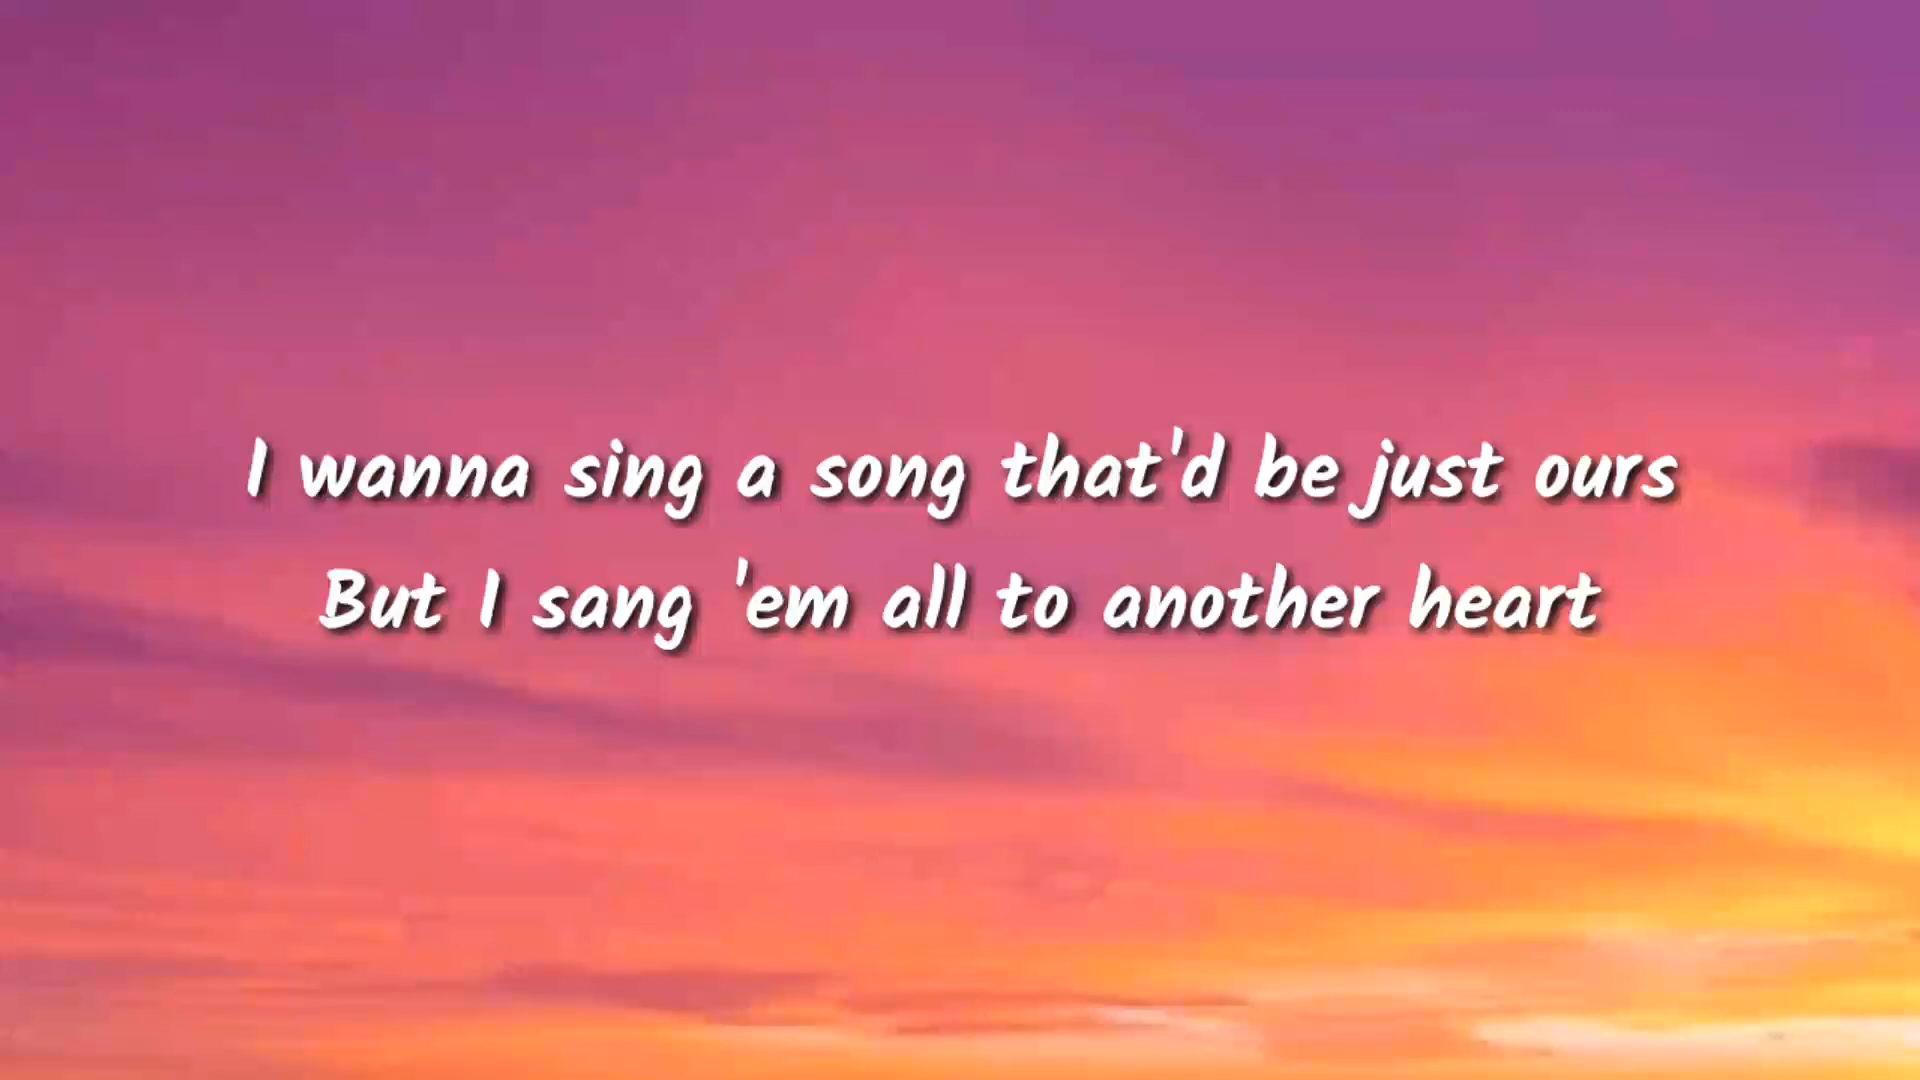 I wanna sing a song that'd be just ours
But I sang 'em all to another heart